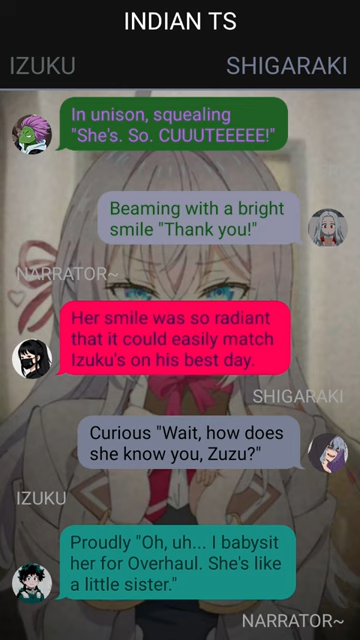 INDIAN TS
IZUKU
SHIGARAKI
In unison, squealing
"She's. So. CUUUTEEEEE!"
Beaming with a bright
smile "Thank you!"
NARRATOR~
Her smile was so radiant
that it could easily match
Izuku's on his best day.
SHIGARAKI
Curious "Wait, how does
she know you, Zuzu?"
IZUKU
Proudly "Oh, uh... I babysit
her for Overhaul. She's like
a little sister."
NARRATOR~